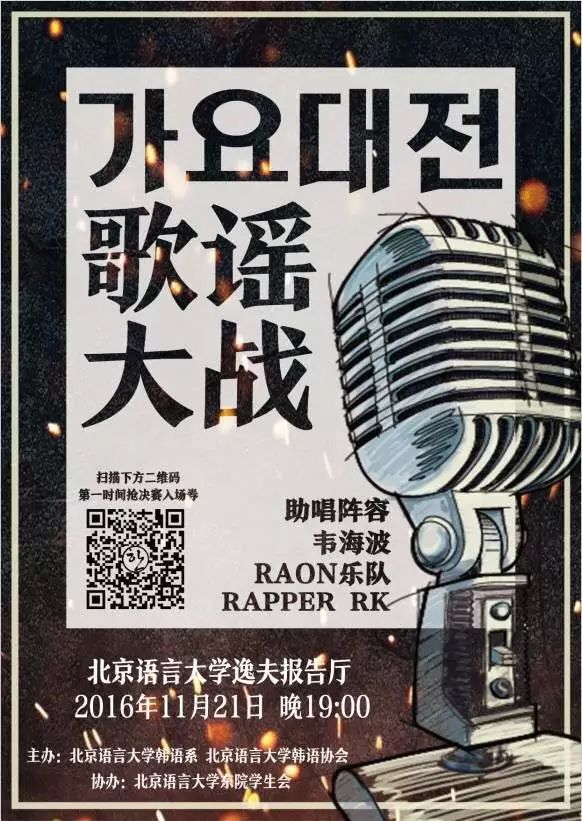 가요대전
歌谣
大战
扫描下方二维码
第一时间抢决赛入场券
助唱阵容
韦海波
RAON乐队
RAPPER RK
北京语言大学逸夫报告厅
2016年11月21日 晚19:00
主办：北京语言大学韩语系 北京语言大学韩语协会
协办：北京语言大学东院学生会